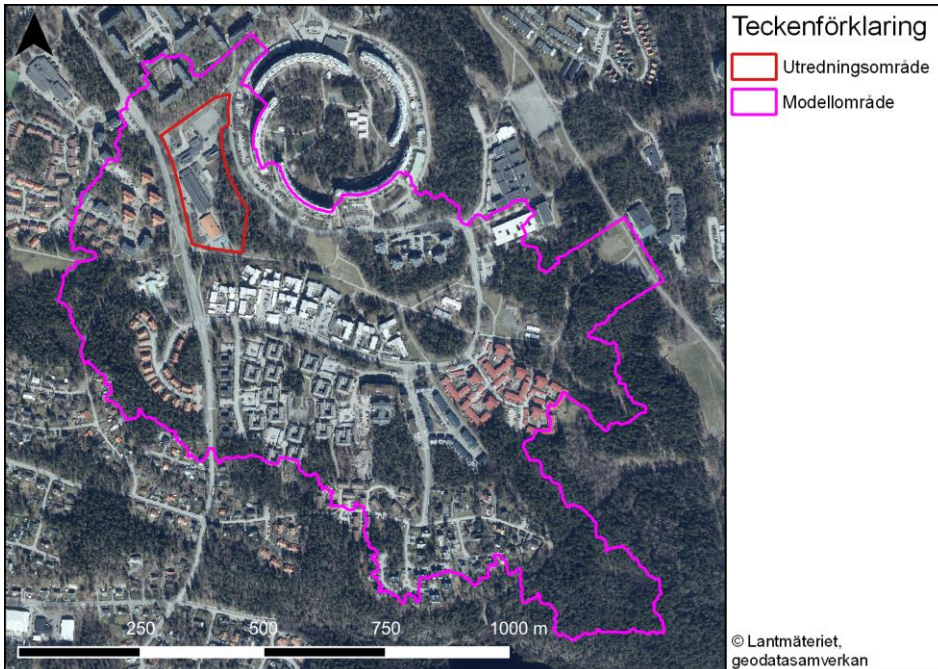 Teckenförklaring
Utredningsområde
Modellområde
250 500 750 1000 m
© Lantmäteriet,
geodatasamverkan